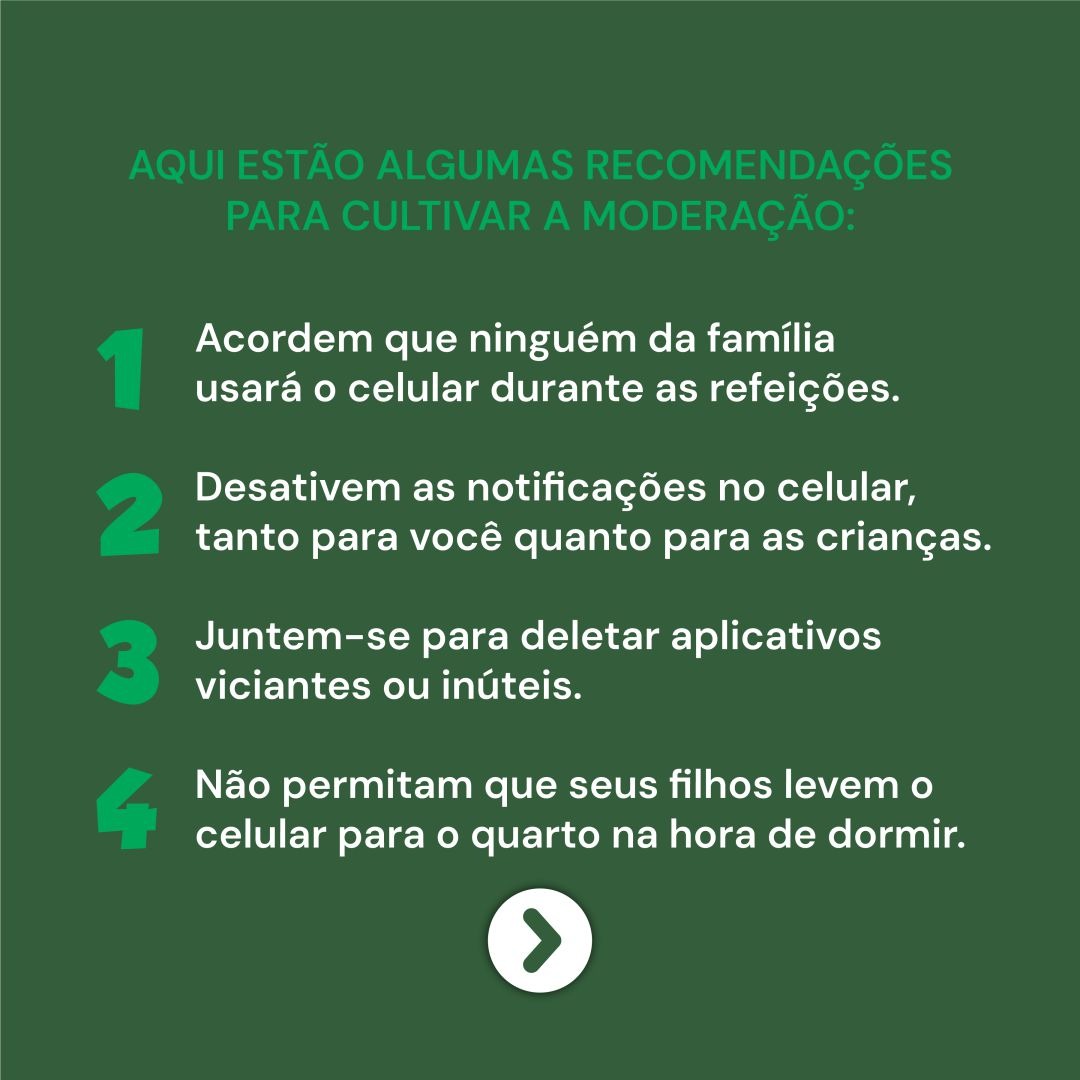 AQUI ESTÃO ALGUMAS RECOMENDAÇÕES
PARA CULTIVAR A MODERAÇÃO:
1 Acordem que ninguém da família
usará o celular durante as refeições.
2 Desativem as notificações no celular,
tanto para você quanto para as crianças.
3 Juntem-se para deletar aplicativos
viciantes ou inúteis.
4 Não permitam que seus filhos levem o
celular para o quarto na hora de dormir.